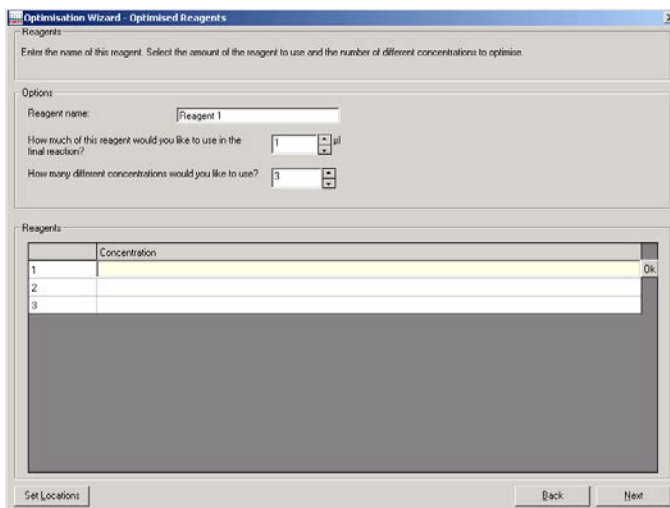 Optimisation Wizard - Optimised Reagents
Reagents
Enter the name of this reagent. Select the amount of the reagent to use and the number of different concentrations to optimise.
Options
Reagent name: Reagent 1
How much of this reagent would you like to use in the
final reaction? 1 µl
How many different concentrations would you like to use? 3
Reagents
Concentration
1 Ok
2
3
Set Locations Back Next